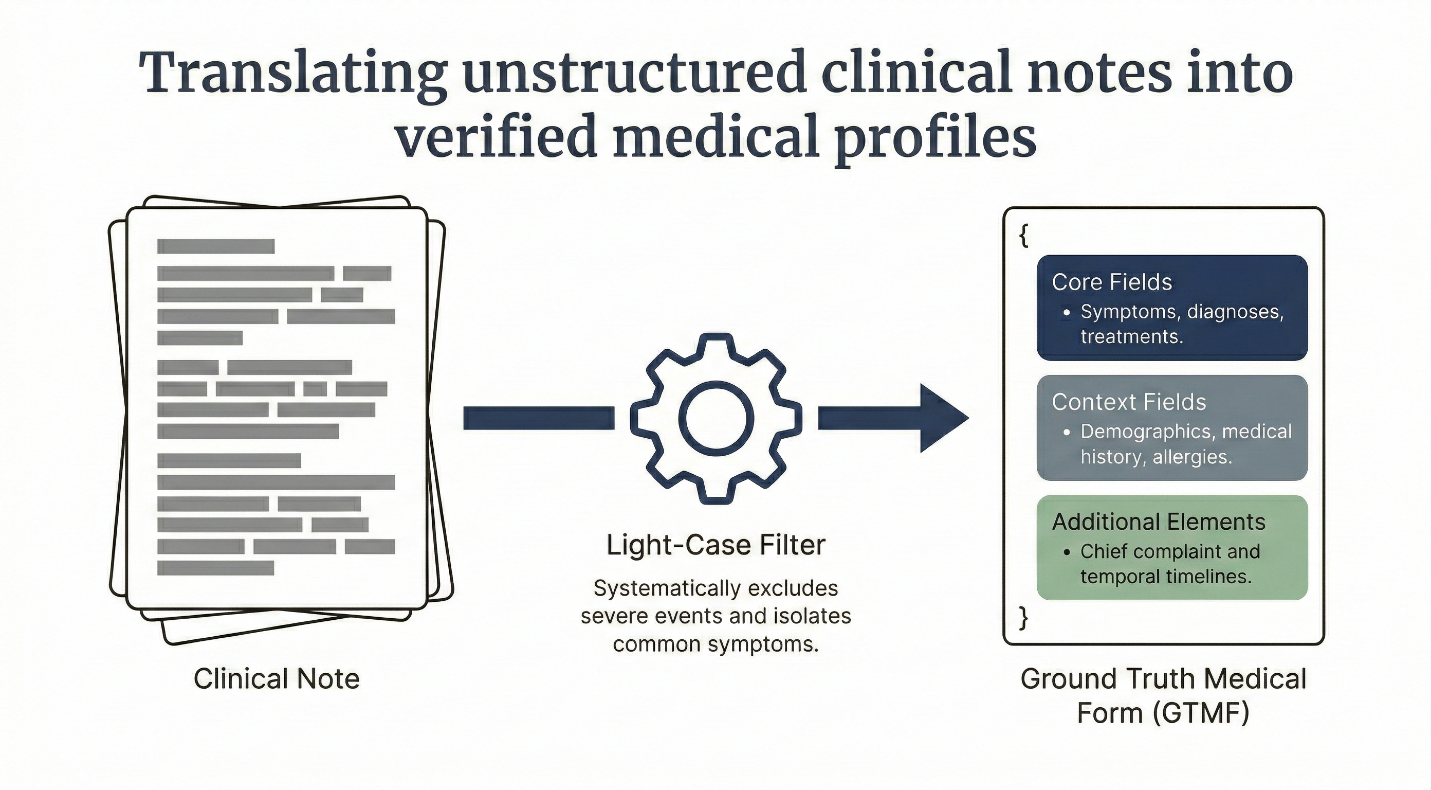 Translating unstructured clinical notes into
verified medical profiles
Clinical Note
Light-Case Filter
Systematically excludes
severe events and isolates
common symptoms.
{
Core Fields
• Symptoms, diagnoses,
treatments.
Context Fields
• Demographics, medical
history, allergies.
Additional Elements
• Chief complaint and
temporal timelines.
}
Ground Truth Medical
Form (GTMF)